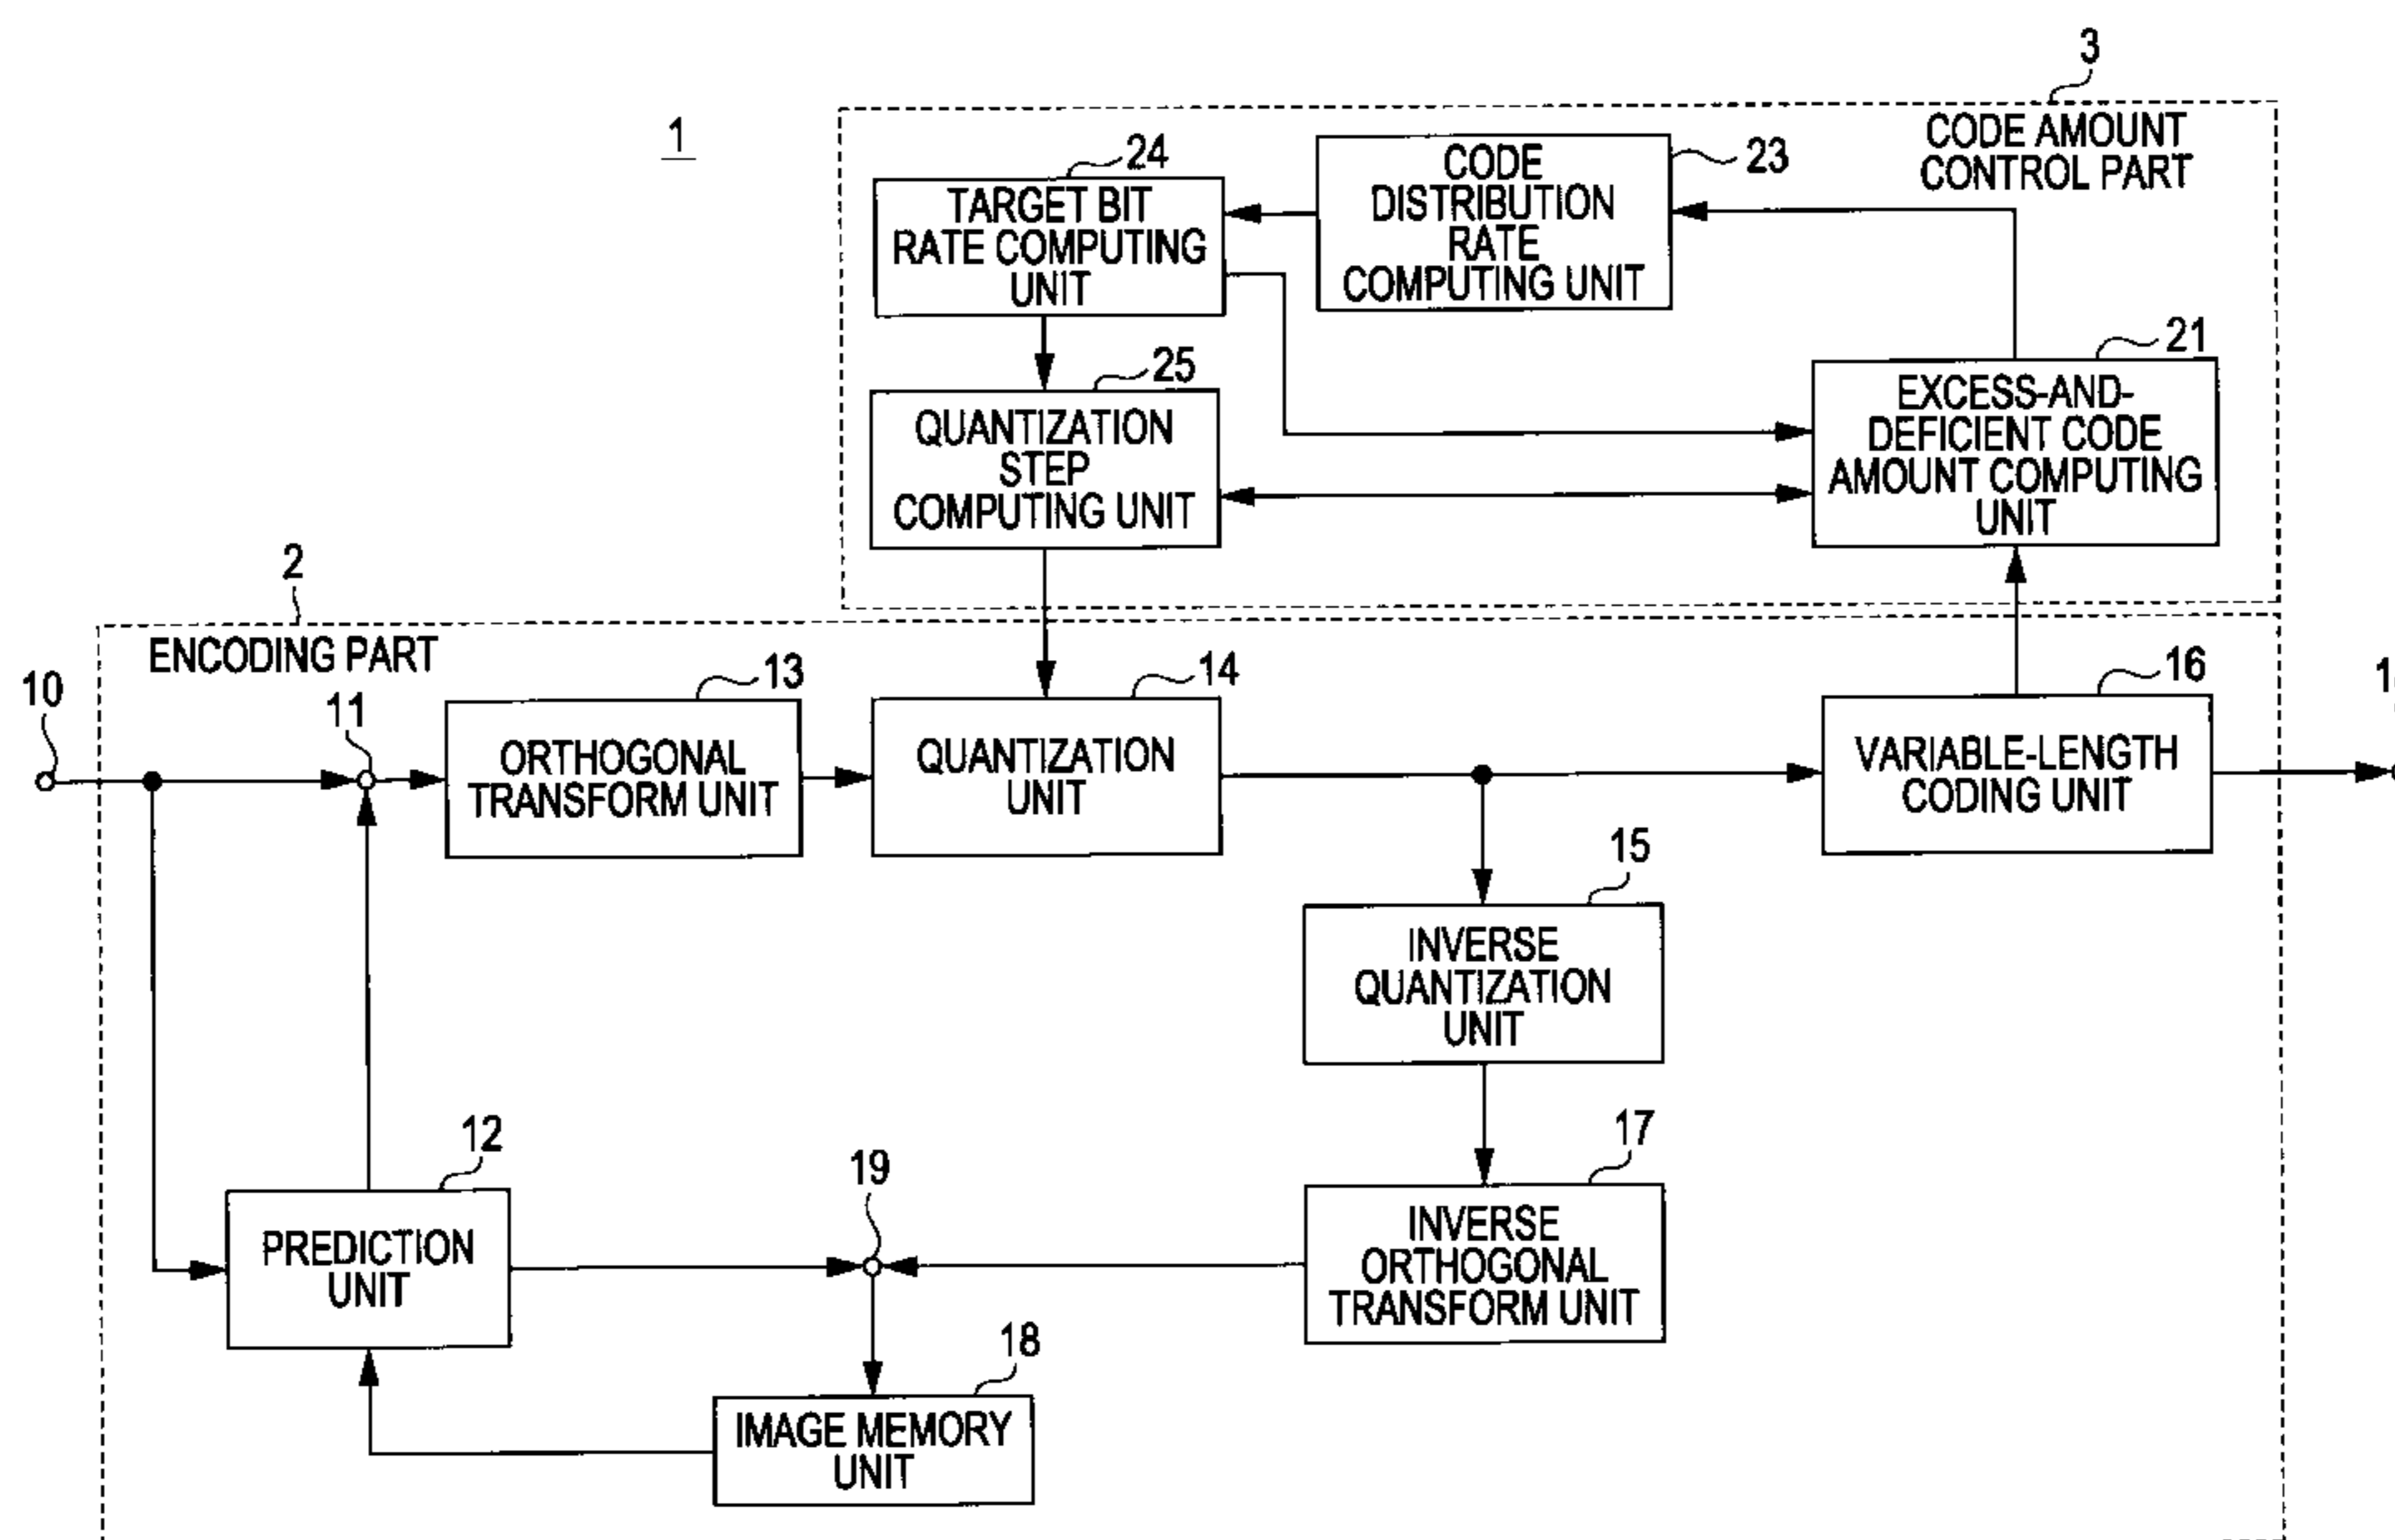 3
1
CODE AMOUNT
CONTROL PART
24
23
TARGET BIT
RATE COMPUTING
UNIT
CODE
DISTRIBUTION
RATE
COMPUTING UNIT
25
21
QUANTIZATION
STEP
COMPUTING UNIT
EXCESS-AND-
DEFICIENT CODE
AMOUNT COMPUTING
UNIT
2
ENCODING PART
10
11
13
14
16
ORTHOGONAL
TRANSFORM UNIT
QUANTIZATION
UNIT
VARIABLE-LENGTH
CODING UNIT
15
INVERSE
QUANTIZATION
UNIT
12
19
17
PREDICTION
UNIT
INVERSE
ORTHOGONAL
TRANSFORM UNIT
18
IMAGE MEMORY
UNIT